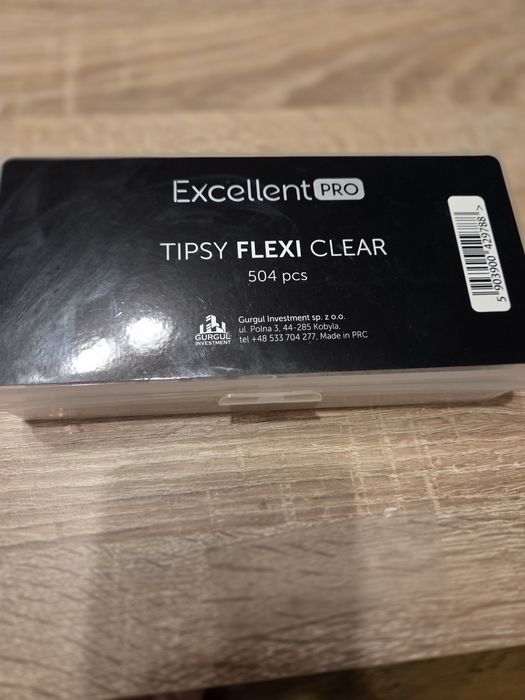 Excellent PRO
TIPSY FLEXI CLEAR
504 pcs
GURGUL
INVESTMENT
Gurgul Investment sp. z o.o.
ul. Polna 3, 44-285 Kobyla.
tel +48 533 704 277, Made in PRC
5 903900 429788 >